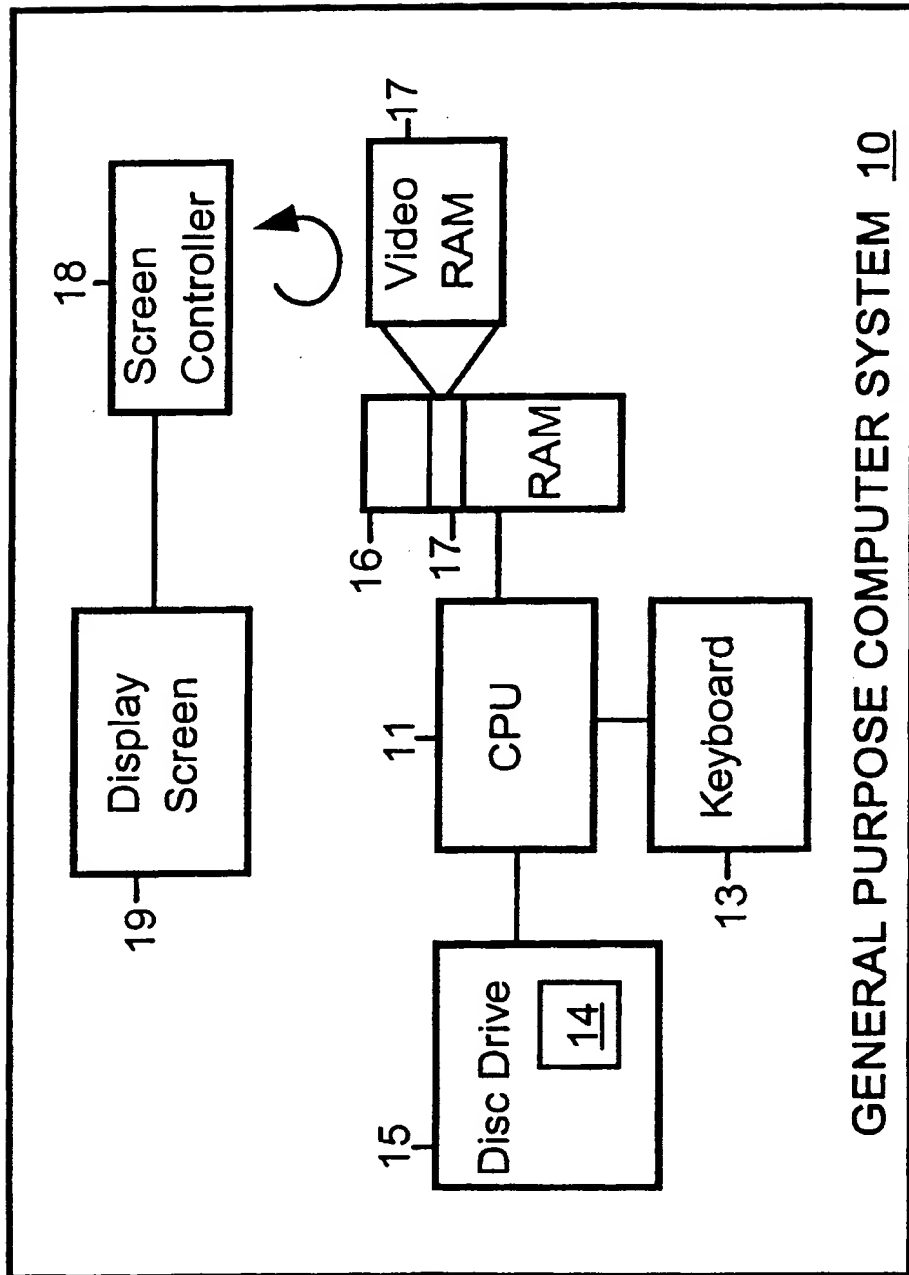 18
Display
Screen
Screen
Controller
19
16
17
17
Video
RAM
RAM
11
CPU
15
Disc Drive
14
13
Keyboard
GENERAL PURPOSE COMPUTER SYSTEM 10